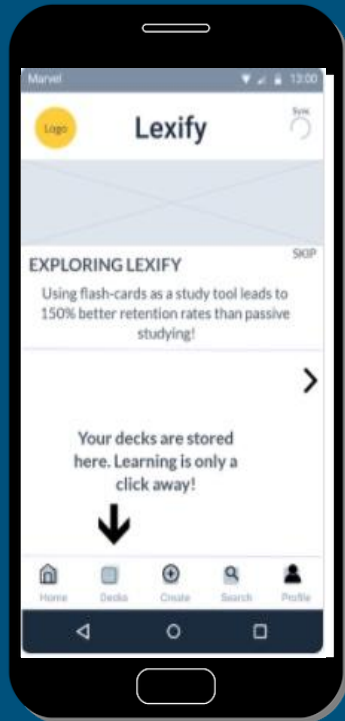 Marvel 13:00
Logo
Lexify
Sync
SKIP
EXPLORING LEXIFY
Using flash-cards as a study tool leads to
150% better retention rates than passive
studying!
Your decks are stored
here. Learning is only a
click away!
Home Decks Create Search Profile